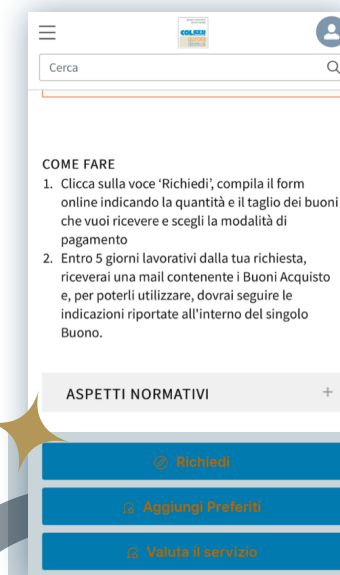 COLSER
Cerca
COME FARE
1. Clicca sulla voce ‘Richiedi’, compila il form
online indicando la quantità e il taglio dei buoni
che vuoi ricevere e scegli la modalità di
pagamento
2. Entro 5 giorni lavorativi dalla tua richiesta,
riceverai una mail contenente i Buoni Acquisto
e, per poterli utilizzare, dovrai seguire le
indicazioni riportate all'interno del singolo
Buono.
ASPETTI NORMATIVI +
Richiedi
Aggiungi Preferiti
Valuta il servizio